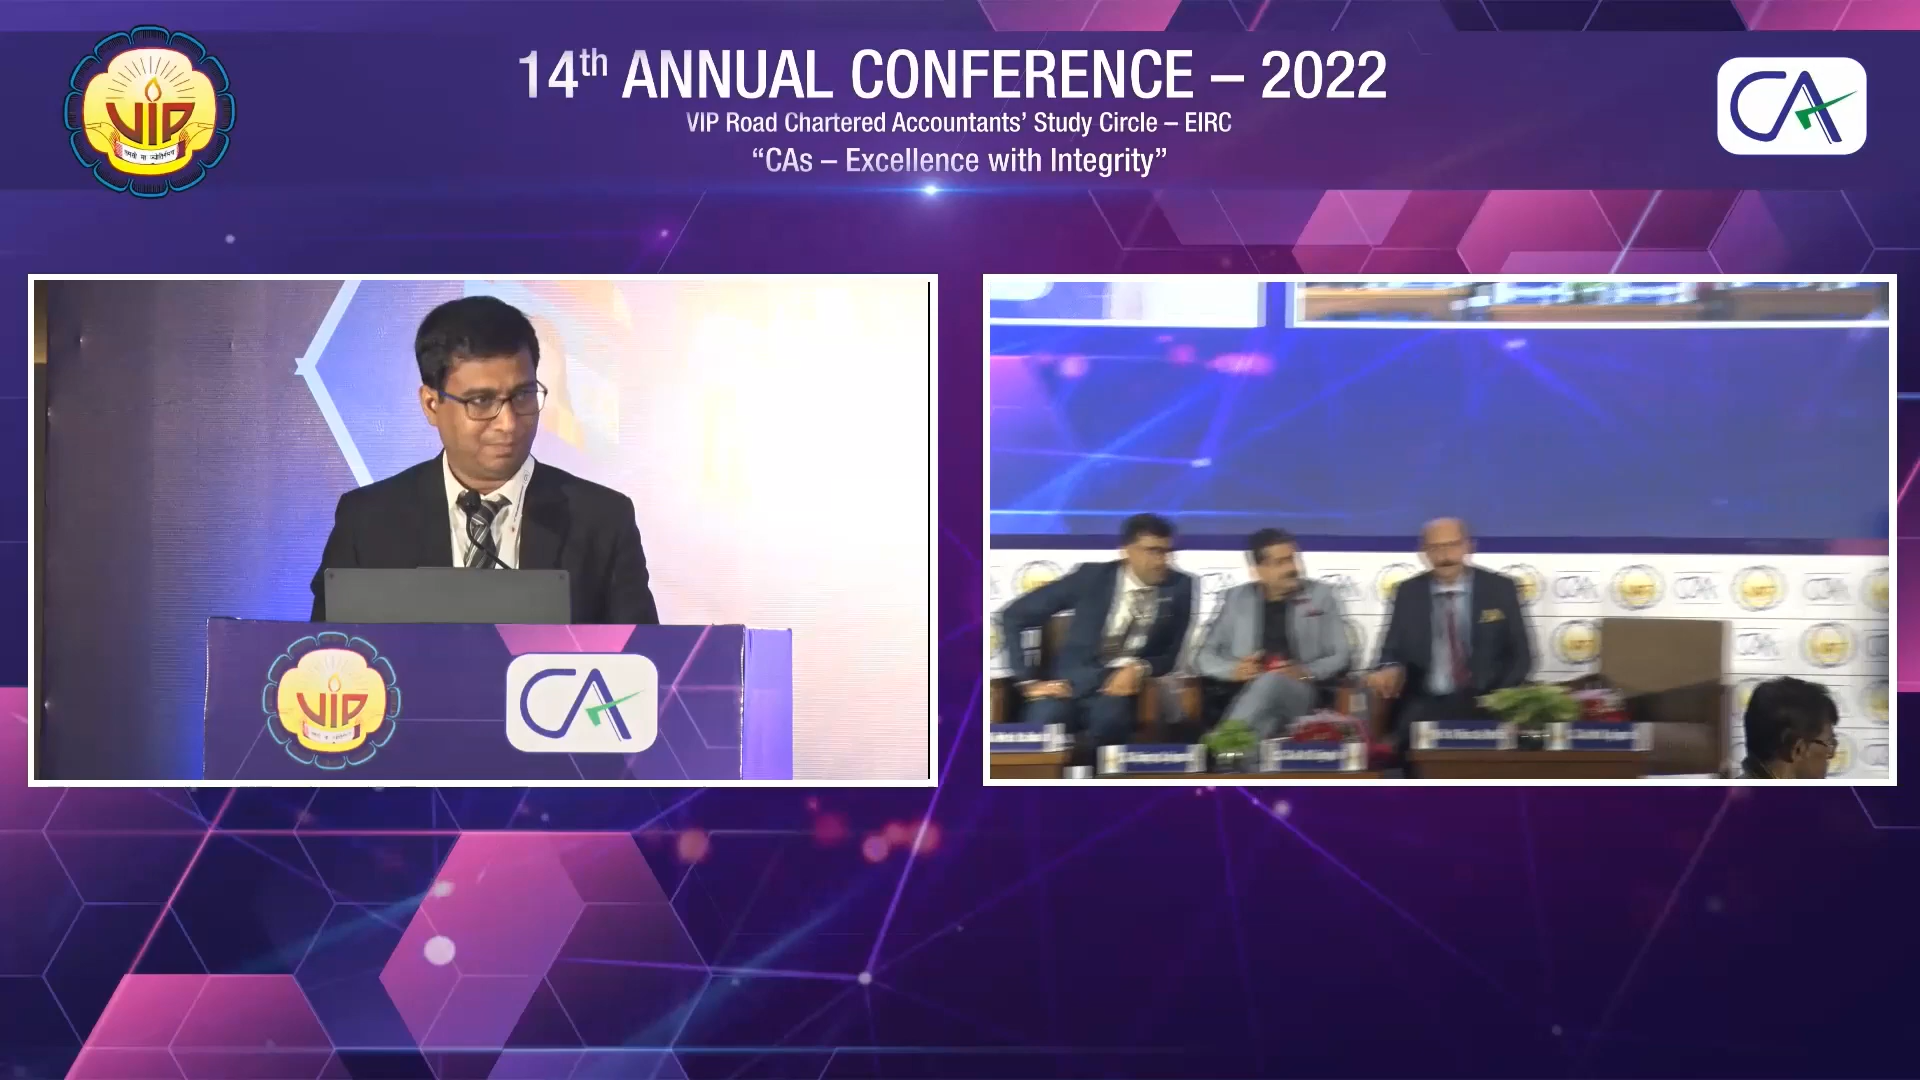 14th ANNUAL CONFERENCE – 2022
VIP Road Chartered Accountants' Study Circle – EIRC
“CAs – Excellence with Integrity”
VIP
CA
VIP
CA